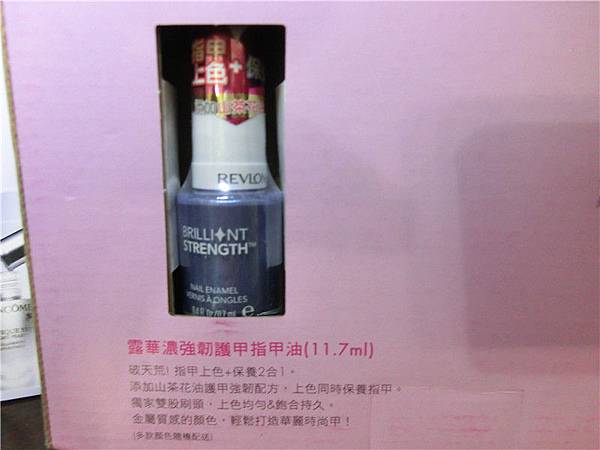 指甲
上色+保
山茶花
REVLON
BRILLIANT
STRENGTH™
NAIL ENAMEL
VERNIS À ONGLES
露華濃強韌護甲指甲油(11.7ml)
破天荒! 指甲上色+保養2合1。
添加山茶花油護甲強韌配方，上色同時保養指甲。
獨家雙股刷頭，上色均勻&飽合持久。
金屬質感的顏色，輕鬆打造華麗時尚甲！
(多款顏色隨機配送)